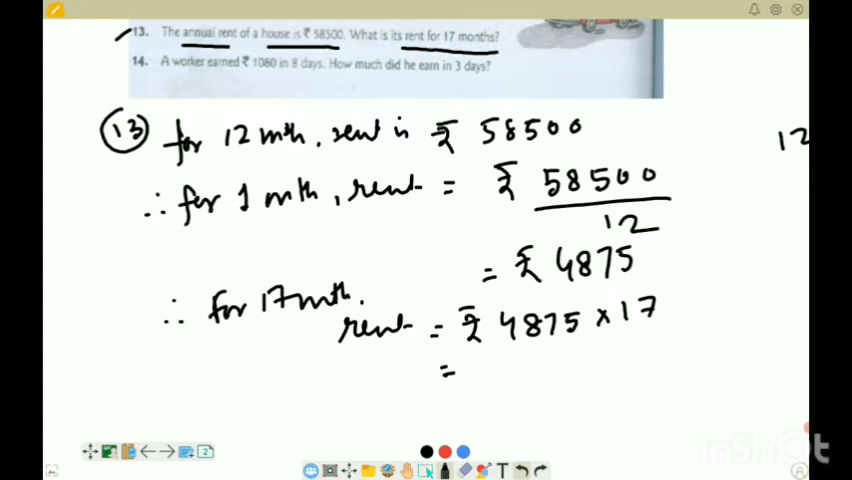 13. The annual rent of a house is ₹ 58500. What is its rent for 17 months?
14. A worker earned ₹ 1080 in 8 days. How much did he earn in 3 days?
13 for 12 mth, rent is ₹ 58500
12
∴ for 1 mth, rent = ₹ 58500
12
= ₹ 4875
∴ for 17 mth.
rent = ₹ 4875 × 17
=
2
T
InShOt